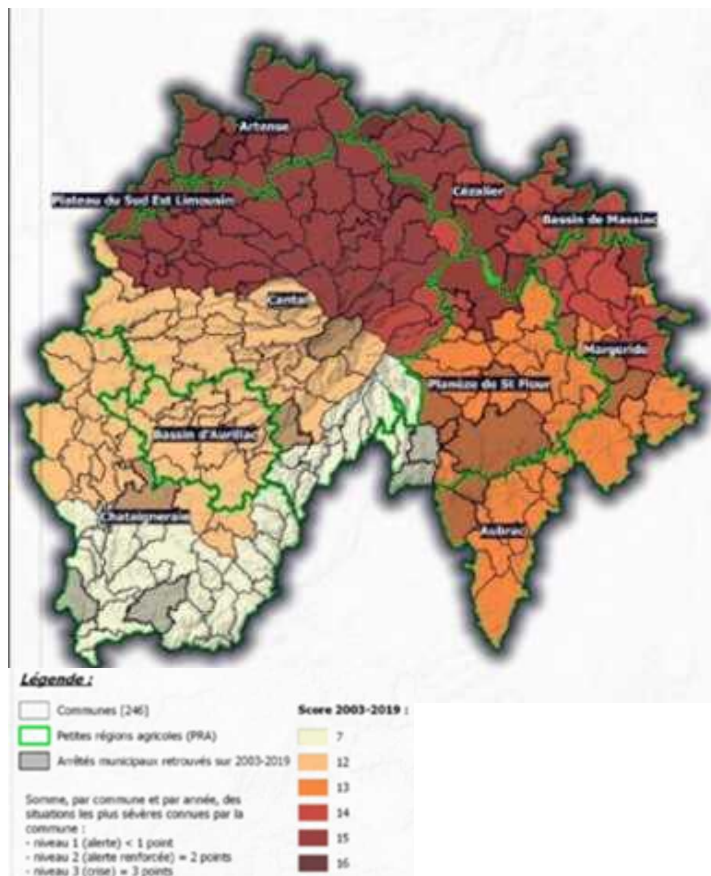 Artense
Plateau du Sud Est Limousin
Cézalier
Bassin de Massiac
Cantal
Margeride
Planèze de St Flour
Bassin d'Aurillac
Chataigneraie
Aubrac
Légende :
Communes [246]
Petites régions agricoles (PRA)
Arrêtés municipaux retrouvés sur 2003-2019
Somme, par commune et par année, des
situations les plus sévères connues par la
commune :
- niveau 1 (alerte) < 1 point
- niveau 2 (alerte renforcée) = 2 points
- niveau 3 (crise) = 3 points
Score 2003-2019 :
7
12
13
14
15
16